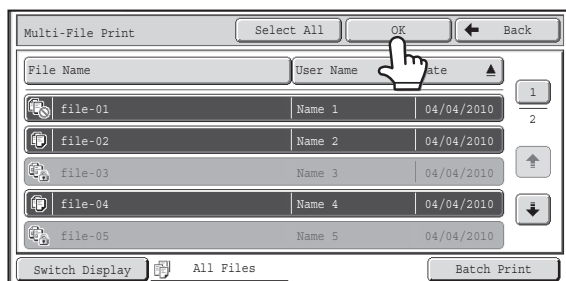 Multi-File Print Select All OK Back
File Name User Name ate
1
file-01 Name 1 04/04/2010
2
file-02 Name 2 04/04/2010
file-03 Name 3 04/04/2010
file-04 Name 4 04/04/2010
file-05 Name 5 04/04/2010
Switch Display All Files Batch Print